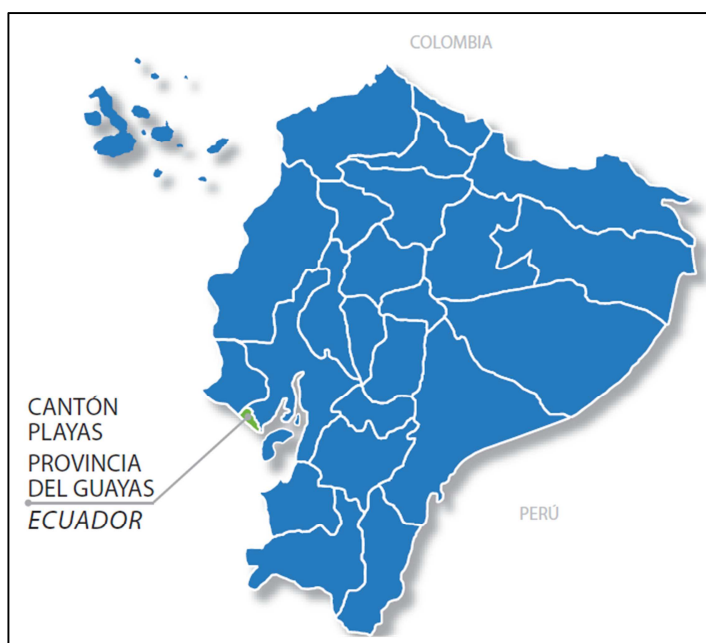 COLOMBIA
CANTÓN
PLAYAS
PROVINCIA
DEL GUAYAS
ECUADOR
PERÚ